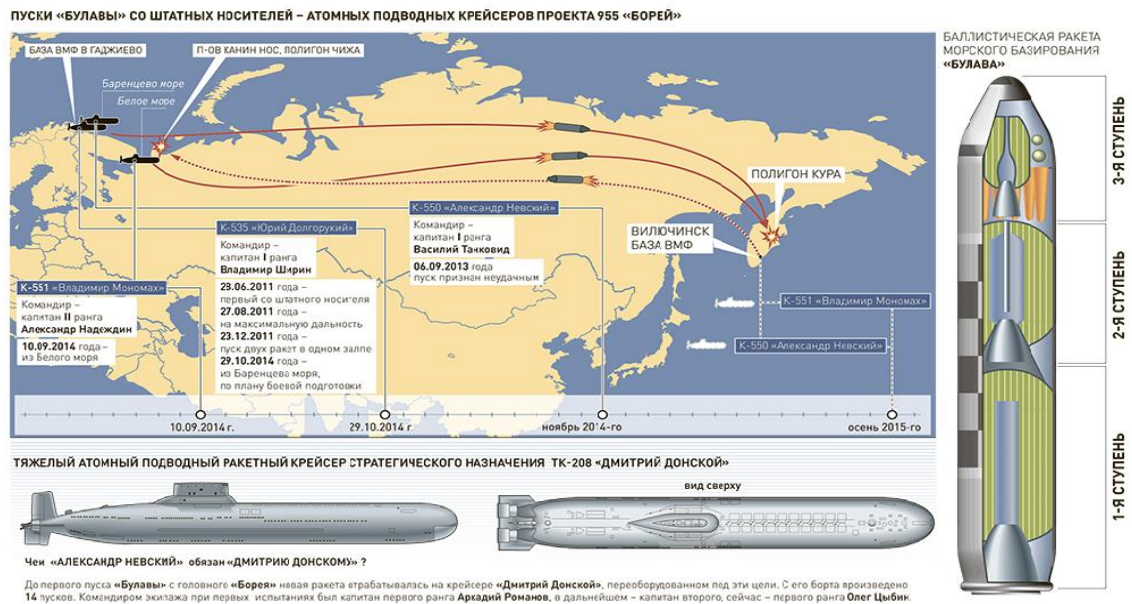 ПУСКИ «БУЛАВЫ» СО ШТАТНЫХ НОСИТЕЛЕЙ – АТОМНЫХ ПОДВОДНЫХ КРЕЙСЕРОВ ПРОЕКТА 955 «БОРЕЙ»
БАЗА ВМФ В ГАДЖИЕВО
П-ОВ КАНИН НОС, ПОЛИГОН ЧИЖА
Баренцево море
Белое море
ПОЛИГОН КУРА
ВИЛЮЧИНСК
БАЗА ВМФ
К-551 «Владимир Мономах»
Командир –
капитан II ранга
Александр Надеждин
10.09.2014 года –
из Белого моря
К-535 «Юрий Долгорукий»
Командир –
капитан I ранга
Владимир Ширин
28.06.2011 года –
первый со штатного носителя
27.08.2011 года –
на максимальную дальность
23.12.2011 года –
пуск двух ракет в одном залпе
29.10.2014 года –
из Баренцева моря,
по плану боевой подготовки
К-550 «Александр Невский»
Командир –
капитан I ранга
Василий Танковид
06.09.2013 года
пуск признан неудачным
К-551 «Владимир Мономах»
К-550 «Александр Невский»
10.09.2014 г.
29.10.2014 г.
ноябрь 2014-го
осень 2015-го
БАЛЛИСТИЧЕСКАЯ РАКЕТА
МОРСКОГО БАЗИРОВАНИЯ
«БУЛАВА»
3-Я СТУПЕНЬ
2-Я СТУПЕНЬ
1-Я СТУПЕНЬ
ТЯЖЕЛЫЙ АТОМНЫЙ ПОДВОДНЫЙ РАКЕТНЫЙ КРЕЙСЕР СТРАТЕГИЧЕСКОГО НАЗНАЧЕНИЯ ТК-208 «ДМИТРИЙ ДОНСКОЙ»
вид сверху
Чем «АЛЕКСАНДР НЕВСКИЙ» обязан «ДМИТРИЮ ДОНСКОМУ» ?
До первого пуска «Булавы» с головного «Борея» новая ракета отрабатывалась на крейсере «Дмитрий Донской», переоборудованном под эти цели. С его борта произведено
14 пусков. Командиром экипажа при первых испытаниях был капитан первого ранга Аркадий Романов, в дальнейшем – капитан второго, сейчас – первого ранга Олег Цыбин.